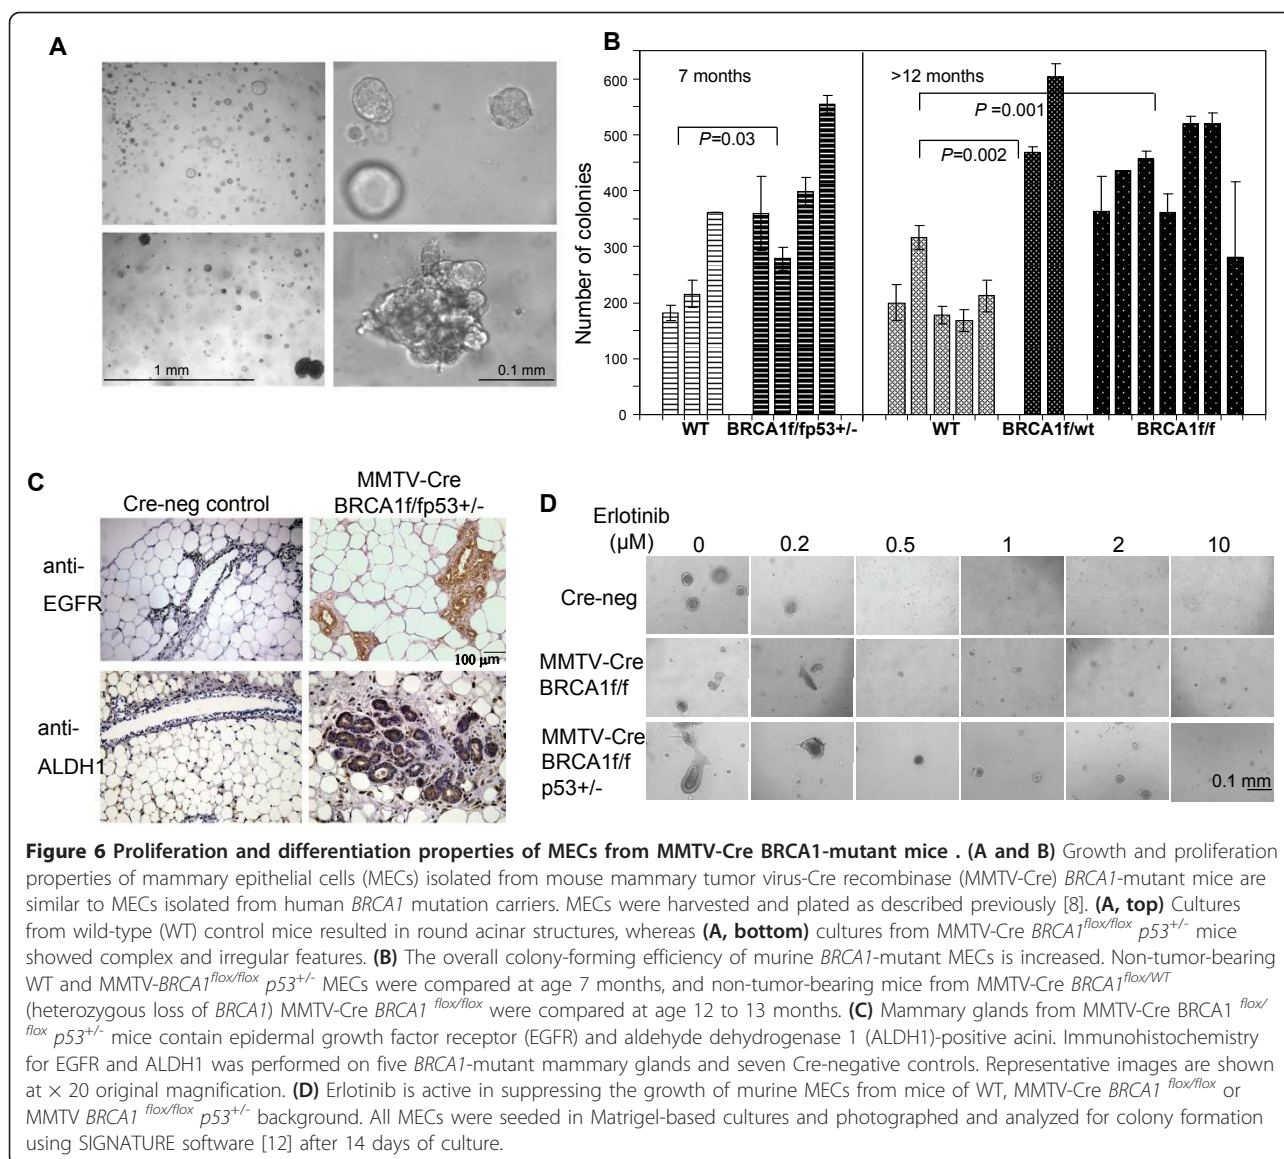 A
1 mm
0.1 mm
B
Number of colonies
600
500
400
300
200
100
0
7 months
P=0.03
>12 months
P =0.001
P=0.002
WT BRCA1f/fp53+/- WT BRCA1f/wt BRCA1f/f
C
Cre-neg control
MMTV-Cre
BRCA1f/fp53+/-
anti-
EGFR
100 µm
anti-
ALDH1
D
Erlotinib
(µM) 0 0.2 0.5 1 2 10
Cre-neg
MMTV-Cre
BRCA1f/f
MMTV-Cre
BRCA1f/f
p53+/-
0.1 mm
Figure 6 Proliferation and differentiation properties of MECs from MMTV-Cre BRCA1-mutant mice . (A and B) Growth and proliferation
properties of mammary epithelial cells (MECs) isolated from mouse mammary tumor virus-Cre recombinase (MMTV-Cre) BRCA1-mutant mice are
similar to MECs isolated from human BRCA1 mutation carriers. MECs were harvested and plated as described previously [8]. (A, top) Cultures
from wild-type (WT) control mice resulted in round acinar structures, whereas (A, bottom) cultures from MMTV-Cre BRCA1flox/flox p53+/- mice
showed complex and irregular features. (B) The overall colony-forming efficiency of murine BRCA1-mutant MECs is increased. Non-tumor-bearing
WT and MMTV-BRCA1flox/flox p53+/- MECs were compared at age 7 months, and non-tumor-bearing mice from MMTV-Cre BRCA1flox/WT
(heterozygous loss of BRCA1) MMTV-Cre BRCA1 flox/flox were compared at age 12 to 13 months. (C) Mammary glands from MMTV-Cre BRCA1 flox/
flox p53+/- mice contain epidermal growth factor receptor (EGFR) and aldehyde dehydrogenase 1 (ALDH1)-positive acini. Immunohistochemistry
for EGFR and ALDH1 was performed on five BRCA1-mutant mammary glands and seven Cre-negative controls. Representative images are shown
at × 20 original magnification. (D) Erlotinib is active in suppressing the growth of murine MECs from mice of WT, MMTV-Cre BRCA1 flox/flox or
MMTV BRCA1 flox/flox p53+/- background. All MECs were seeded in Matrigel-based cultures and photographed and analyzed for colony formation
using SIGNATURE software [12] after 14 days of culture.